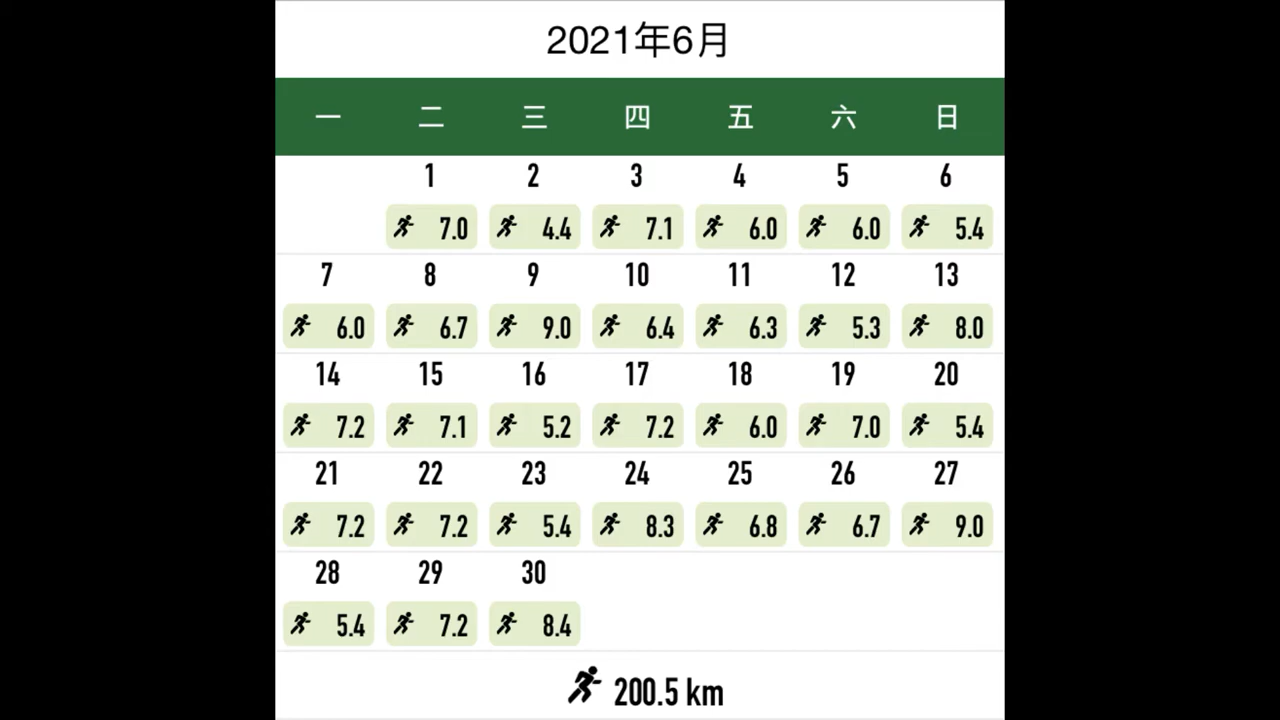 2021年6月
一 二 三 四 五 六 日
1 2 3 4 5 6
7.0 4.4 7.1 6.0 6.0 5.4
7 8 9 10 11 12 13
6.0 6.7 9.0 6.4 6.3 5.3 8.0
14 15 16 17 18 19 20
7.2 7.1 5.2 7.2 6.0 7.0 5.4
21 22 23 24 25 26 27
7.2 7.2 5.4 8.3 6.8 6.7 9.0
28 29 30
5.4 7.2 8.4
200.5 km